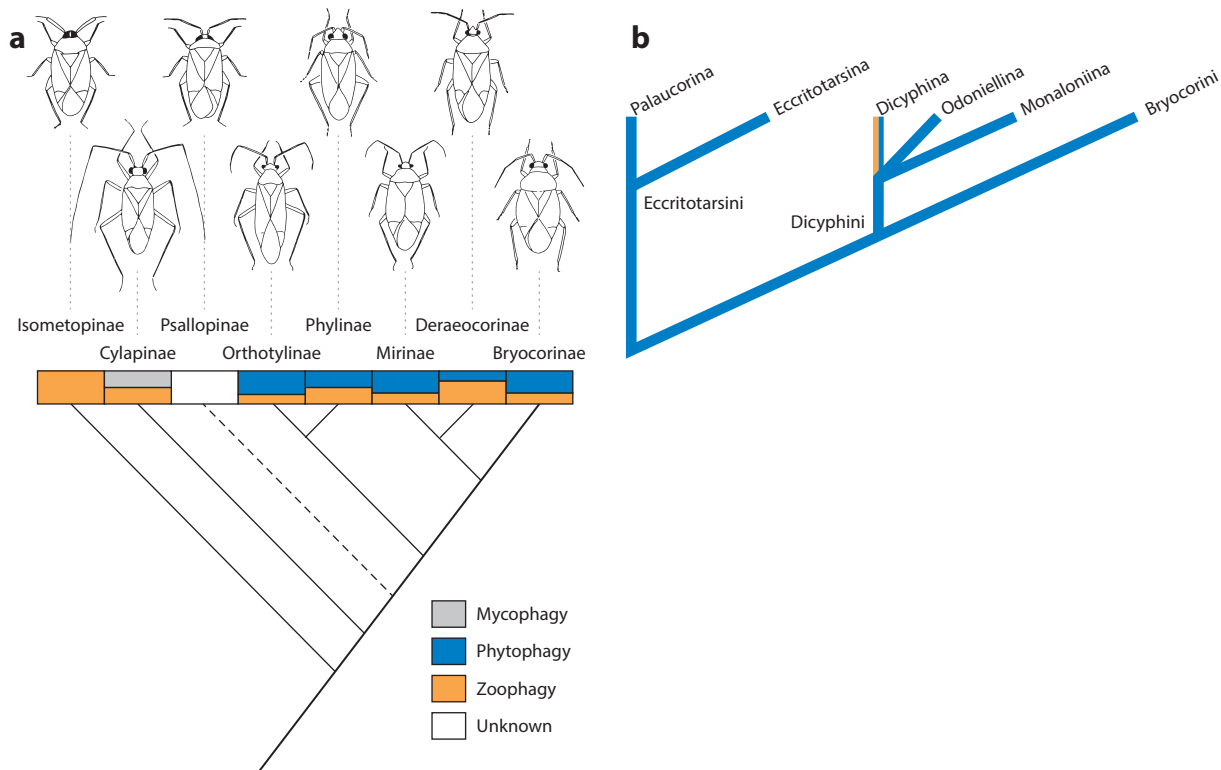 a
Isometopinae Psallopinae Phylinae Deraeocorinae
Cylapinae Orthotylinae Mirinae Bryocorinae
Mycophagy
Phytophagy
Zoophagy
Unknown
b
Palaucorina
Eccritotarsina
Dicyphina
Odoniellina
Monaloniina
Bryocorini
Eccritotarsini
Dicyphini